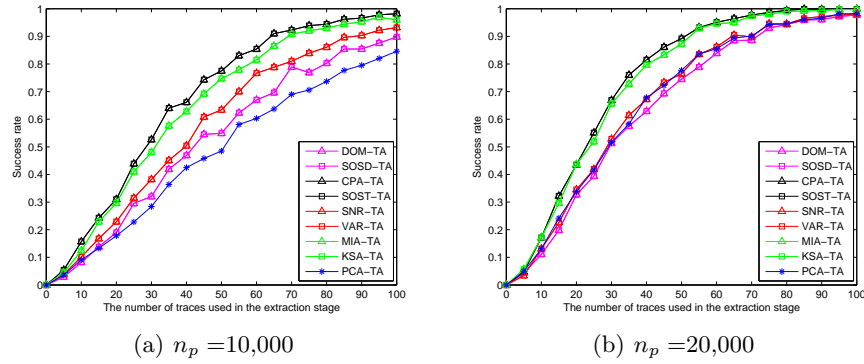 Success rate
1
0.9
0.8
0.7
0.6
0.5
0.4
0.3
0.2
0.1
0
0 10 20 30 40 50 60 70 80 90 100
The number of traces used in the extraction stage
DOM−TA
SOSD−TA
CPA−TA
SOST−TA
SNR−TA
VAR−TA
MIA−TA
KSA−TA
PCA−TA
(a) n_p =10,000
Success rate
1
0.9
0.8
0.7
0.6
0.5
0.4
0.3
0.2
0.1
0
0 10 20 30 40 50 60 70 80 90 100
The number of traces used in the extraction stage
DOM−TA
SOSD−TA
CPA−TA
SOST−TA
SNR−TA
VAR−TA
MIA−TA
KSA−TA
PCA−TA
(b) n_p =20,000